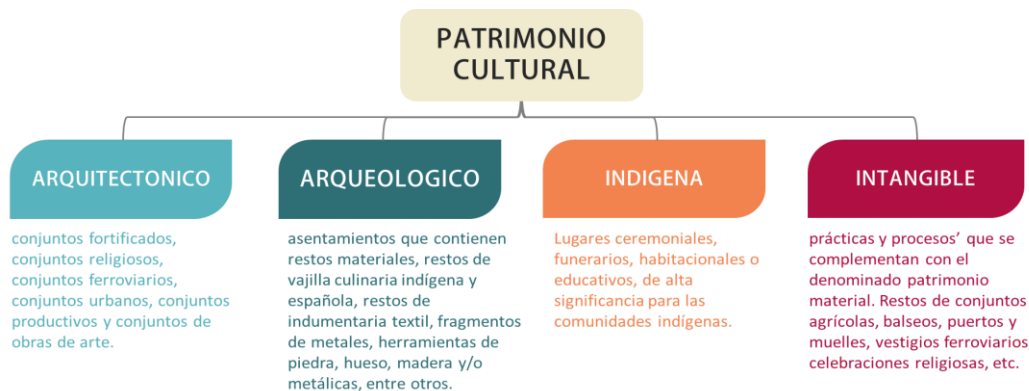 PATRIMONIO
CULTURAL
ARQUITECTONICO
conjuntos fortificados,
conjuntos religiosos,
conjuntos ferroviarios,
conjuntos urbanos, conjuntos
productivos y conjuntos de
obras de arte.
ARQUEOLOGICO
asentamientos que contienen
restos materiales, restos de
vajilla culinaria indígena y
española, restos de
indumentaria textil, fragmentos
de metales, herramientas de
piedra, hueso, madera y/o
metálicas, entre otros.
INDIGENA
Lugares ceremoniales,
funerarios, habitacionales o
educativos, de alta
significancia para las
comunidades indígenas.
INTANGIBLE
prácticas y procesos’ que se
complementan con el
denominado patrimonio
material. Restos de conjuntos
agrícolas, balseos, puertos y
muelles, vestigios ferroviarios,
celebraciones religiosas, etc.